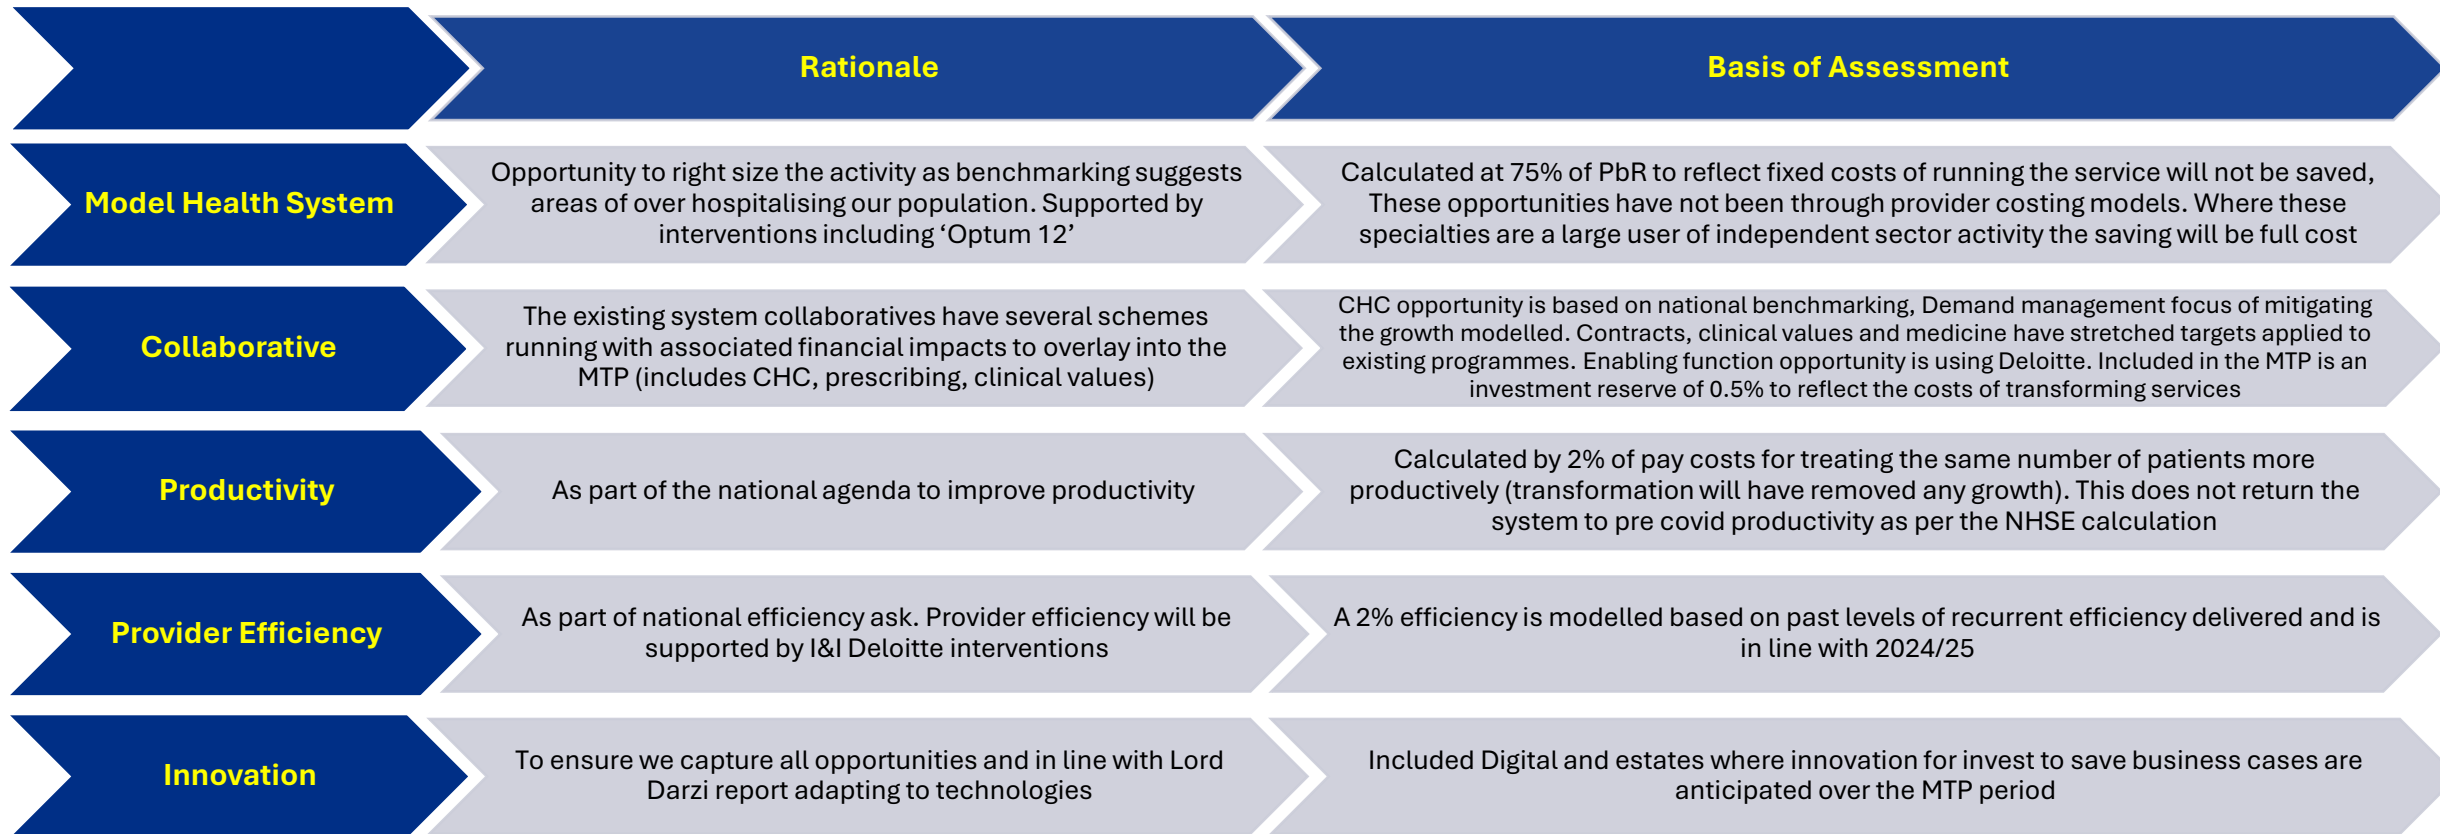 Rationale
Basis of Assessment
Model Health System
Opportunity to right size the activity as benchmarking suggests
areas of over hospitalising our population. Supported by
interventions including ‘Optum 12’
Calculated at 75% of PbR to reflect fixed costs of running the service will not be saved,
These opportunities have not been through provider costing models. Where these
specialties are a large user of independent sector activity the saving will be full cost
Collaborative
The existing system collaboratives have several schemes
running with associated financial impacts to overlay into the
MTP (includes CHC, prescribing, clinical values)
CHC opportunity is based on national benchmarking, Demand management focus of mitigating
the growth modelled. Contracts, clinical values and medicine have stretched targets applied to
existing programmes. Enabling function opportunity is using Deloitte. Included in the MTP is an
investment reserve of 0.5% to reflect the costs of transforming services
Productivity
As part of the national agenda to improve productivity
Calculated by 2% of pay costs for treating the same number of patients more
productively (transformation will have removed any growth). This does not return the
system to pre covid productivity as per the NHSE calculation
Provider Efficiency
As part of national efficiency ask. Provider efficiency will be
supported by I&I Deloitte interventions
A 2% efficiency is modelled based on past levels of recurrent efficiency delivered and is
in line with 2024/25
Innovation
To ensure we capture all opportunities and in line with Lord
Darzi report adapting to technologies
Included Digital and estates where innovation for invest to save business cases are
anticipated over the MTP period